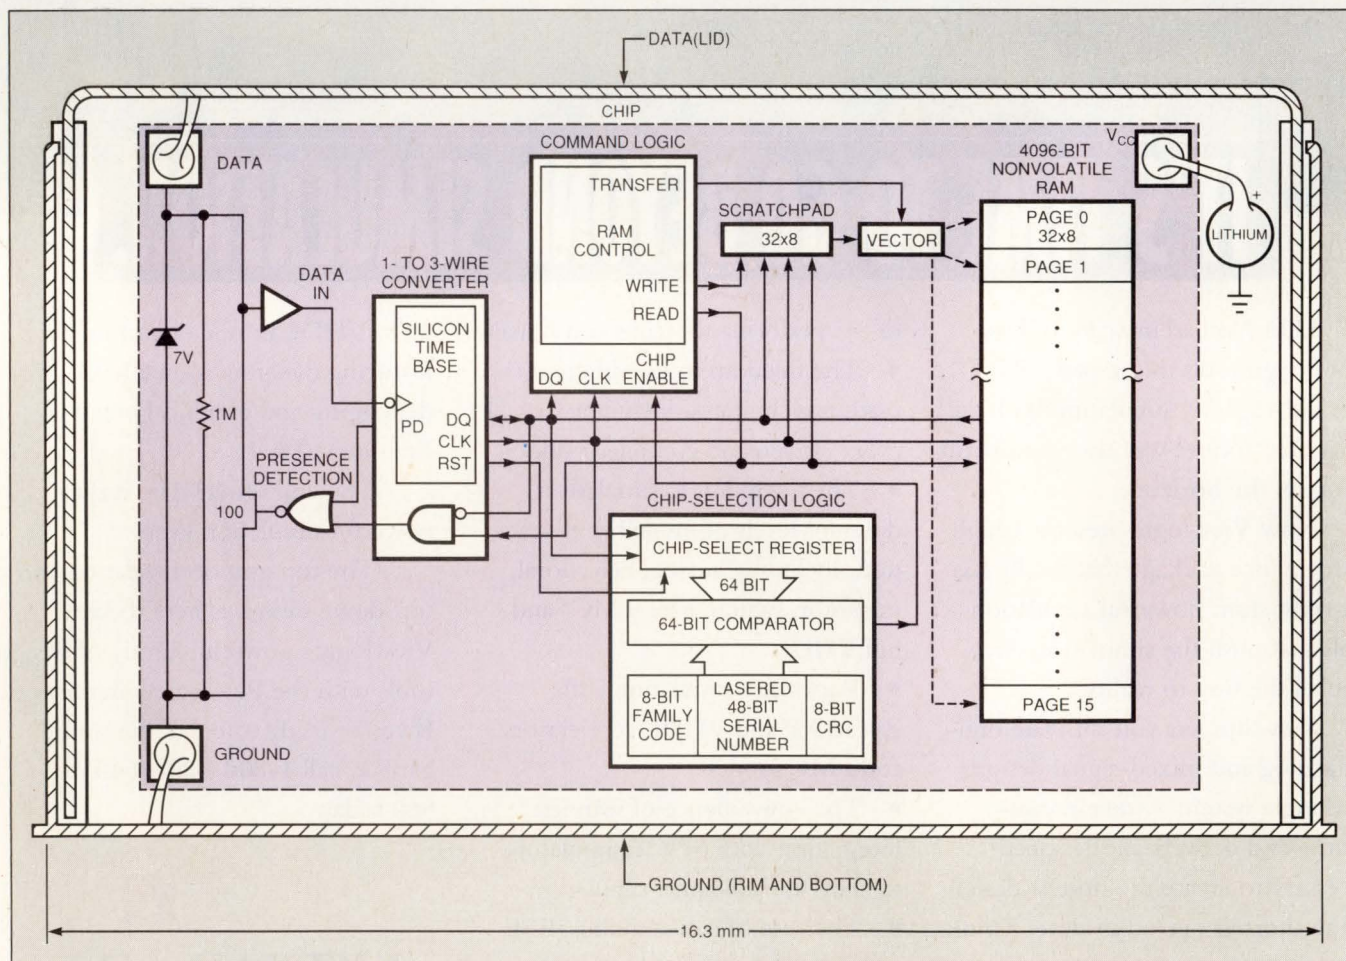 DATA(LID)
CHIP
DATA
COMMAND LOGIC
TRANSFER
RAM
CONTROL
WRITE
READ
CHIP
ENABLE
DQ
CLK
SCRATCHPAD
32x8
VECTOR
4096-BIT
NONVOLATILE
RAM
PAGE 0
32x8
PAGE 1
PAGE 15
VCC
+
LITHIUM
1- TO 3-WIRE
CONVERTER
SILICON
TIME
BASE
PD
DQ
CLK
RST
DATA
IN
7V
1M
PRESENCE
DETECTION
100
CHIP-SELECTION LOGIC
CHIP-SELECT REGISTER
64 BIT
64-BIT COMPARATOR
8-BIT
FAMILY
CODE
LASERED
48-BIT
SERIAL
NUMBER
8-BIT
CRC
GROUND
GROUND (RIM AND BOTTOM)
16.3 mm